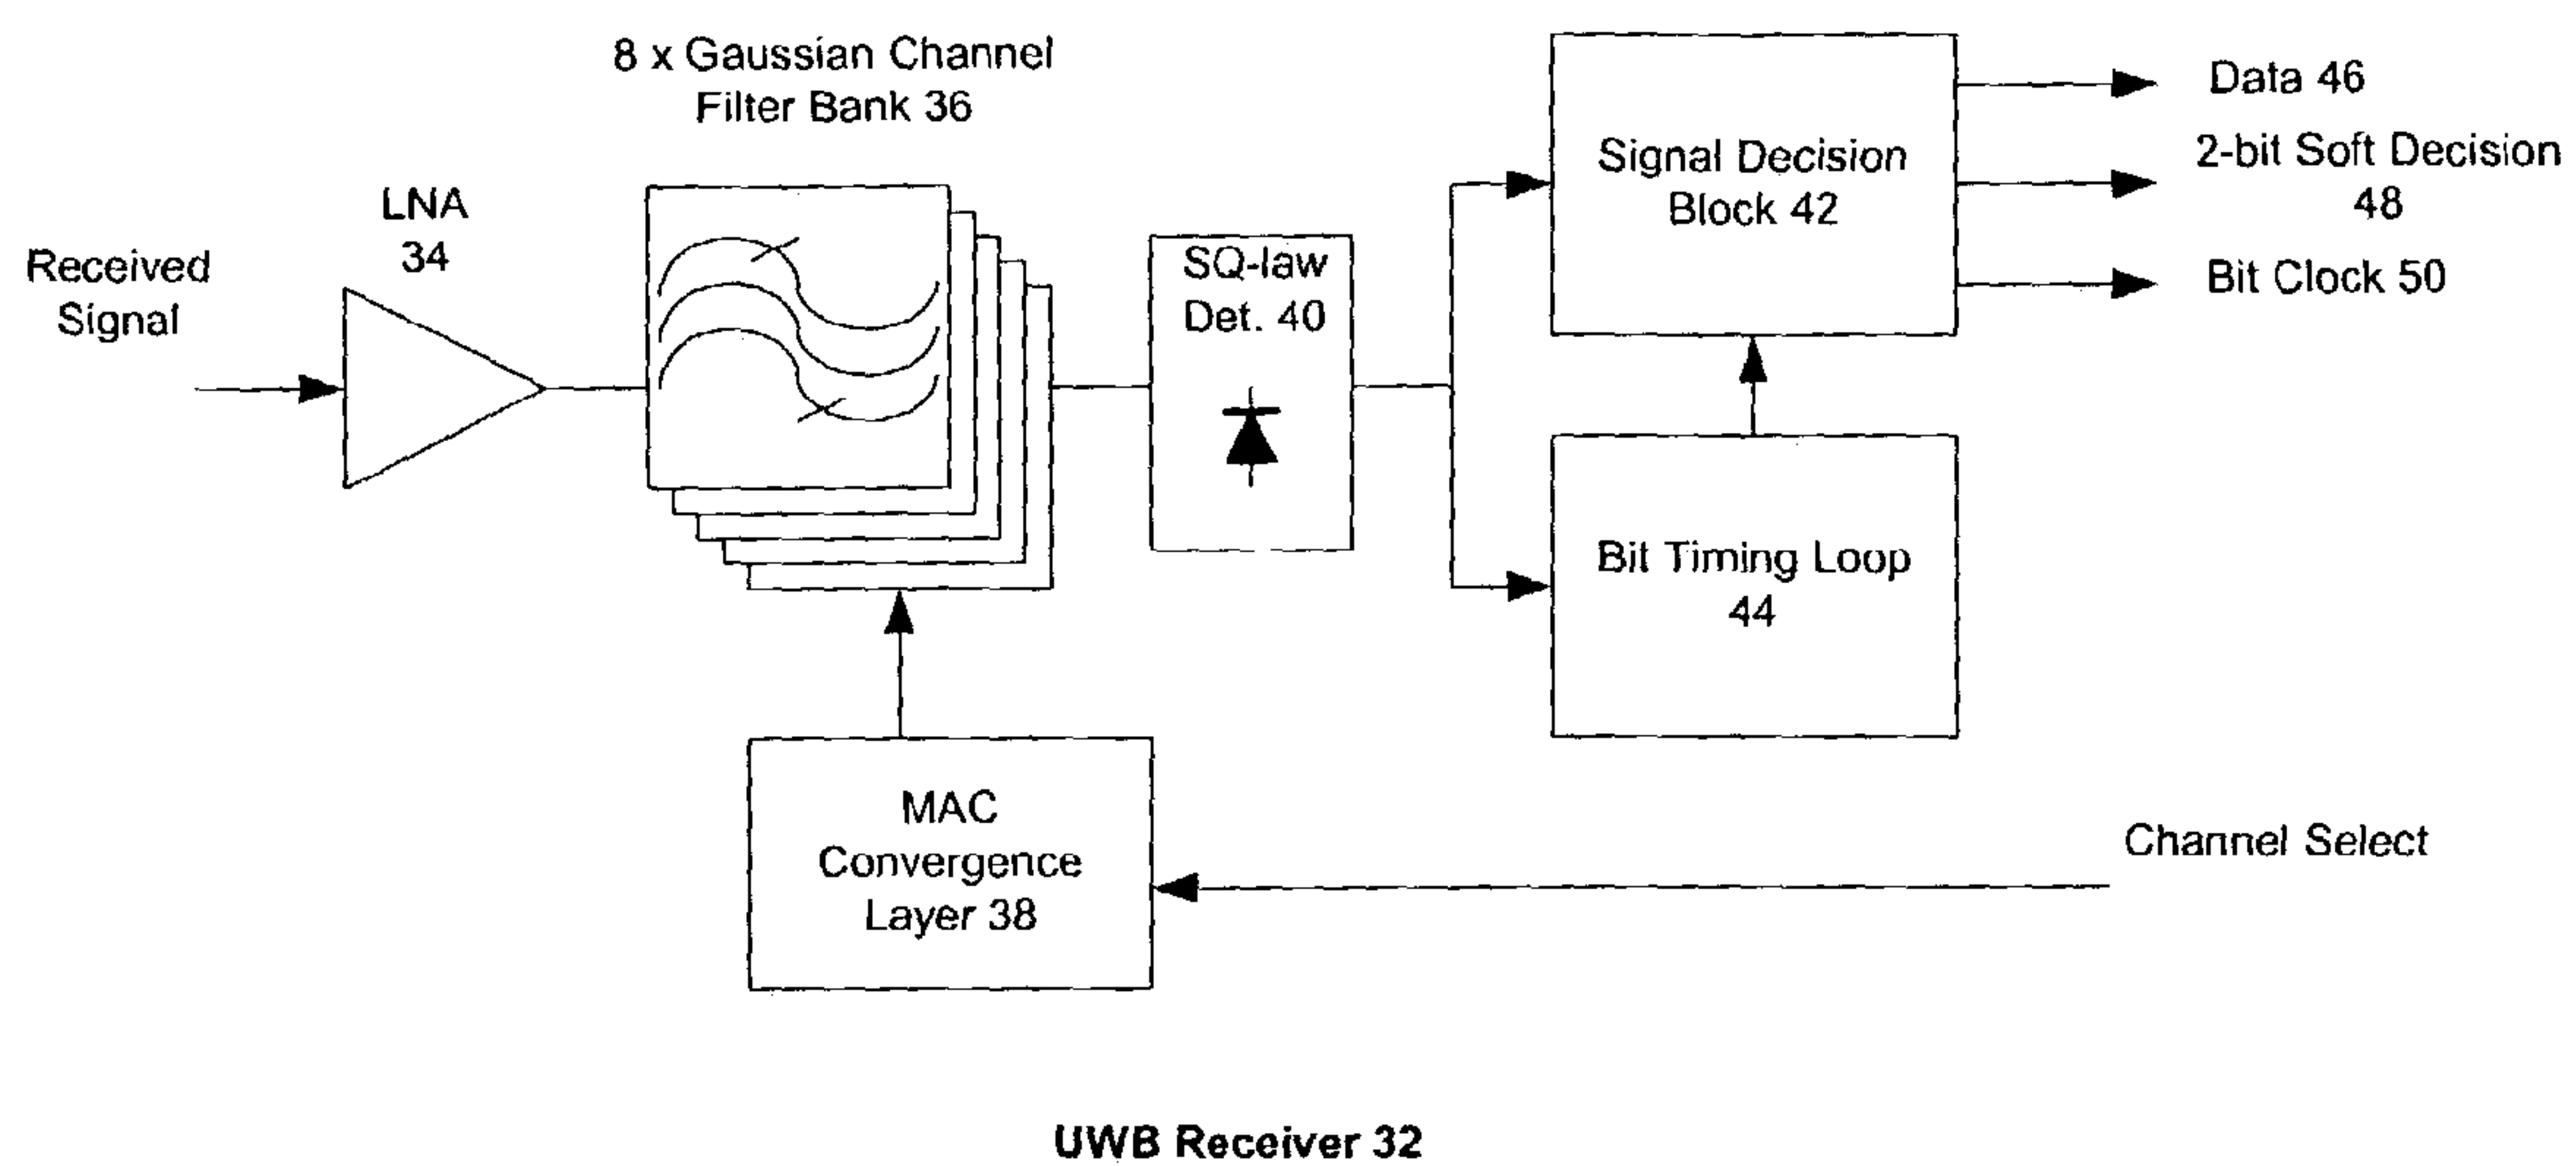 8 x Gaussian Channel
Filter Bank 36
LNA
34
Received
Signal
SQ-law
Det. 40
Signal Decision
Block 42
Data 46
2-bit Soft Decision
48
Bit Clock 50
Bit Timing Loop
44
MAC
Convergence
Layer 38
Channel Select
UWB Receiver 32